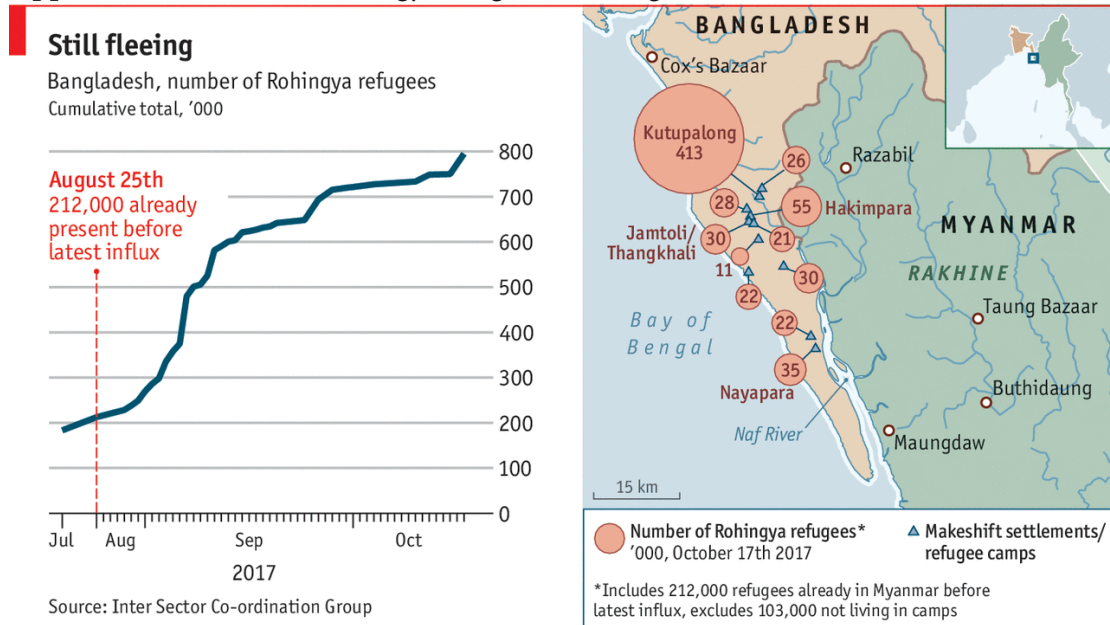 Still fleeing
Bangladesh, number of Rohingya refugees
Cumulative total, ’000
August 25th
212,000 already
present before
latest influx
800
700
600
500
400
300
200
100
0
Jul
Aug
Sep
Oct
2017
Source: Inter Sector Co-ordination Group
BANGLADESH
Cox’s Bazaar
Kutupalong
413
26
Razabil
28
55
Hakimpara
MYANMAR
Jamtoli/
Thangkhali
30
21
11
30
RAKHINE
22
Taung Bazaar
22
Bay of
Bengal
35
Nayapara
Buthidaung
Naf River
Maungdaw
15 km
Number of Rohingya refugees*
’000, October 17th 2017
Makeshift settlements/
refugee camps
*Includes 212,000 refugees already in Myanmar before
latest influx, excludes 103,000 not living in camps